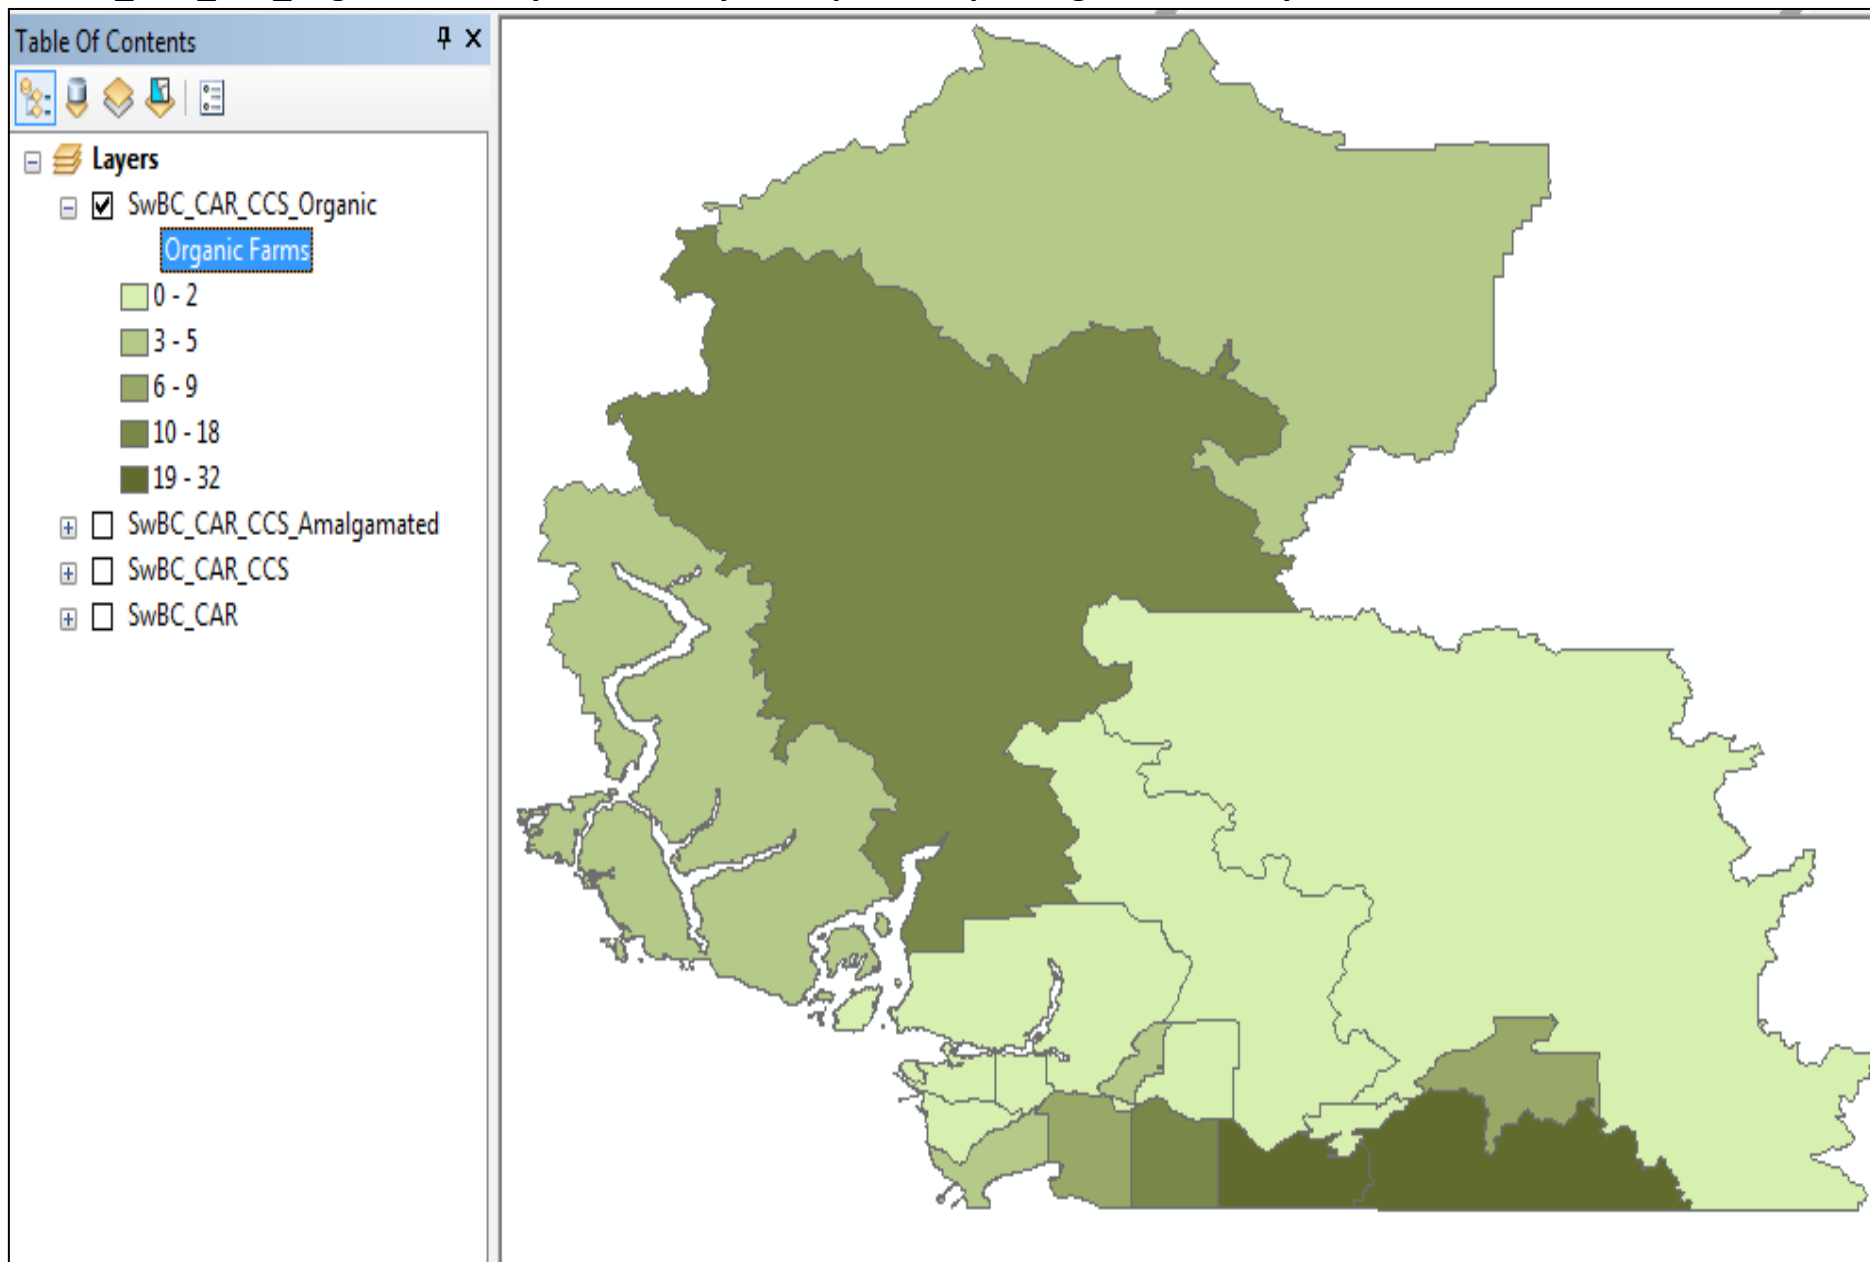 Table Of Contents
Layers
SwBC_CAR_CCS_Organic
Organic Farms
0 - 2
3 - 5
6 - 9
10 - 18
19 - 32
SwBC_CAR_CCS_Amalgamated
SwBC_CAR_CCS
SwBC_CAR